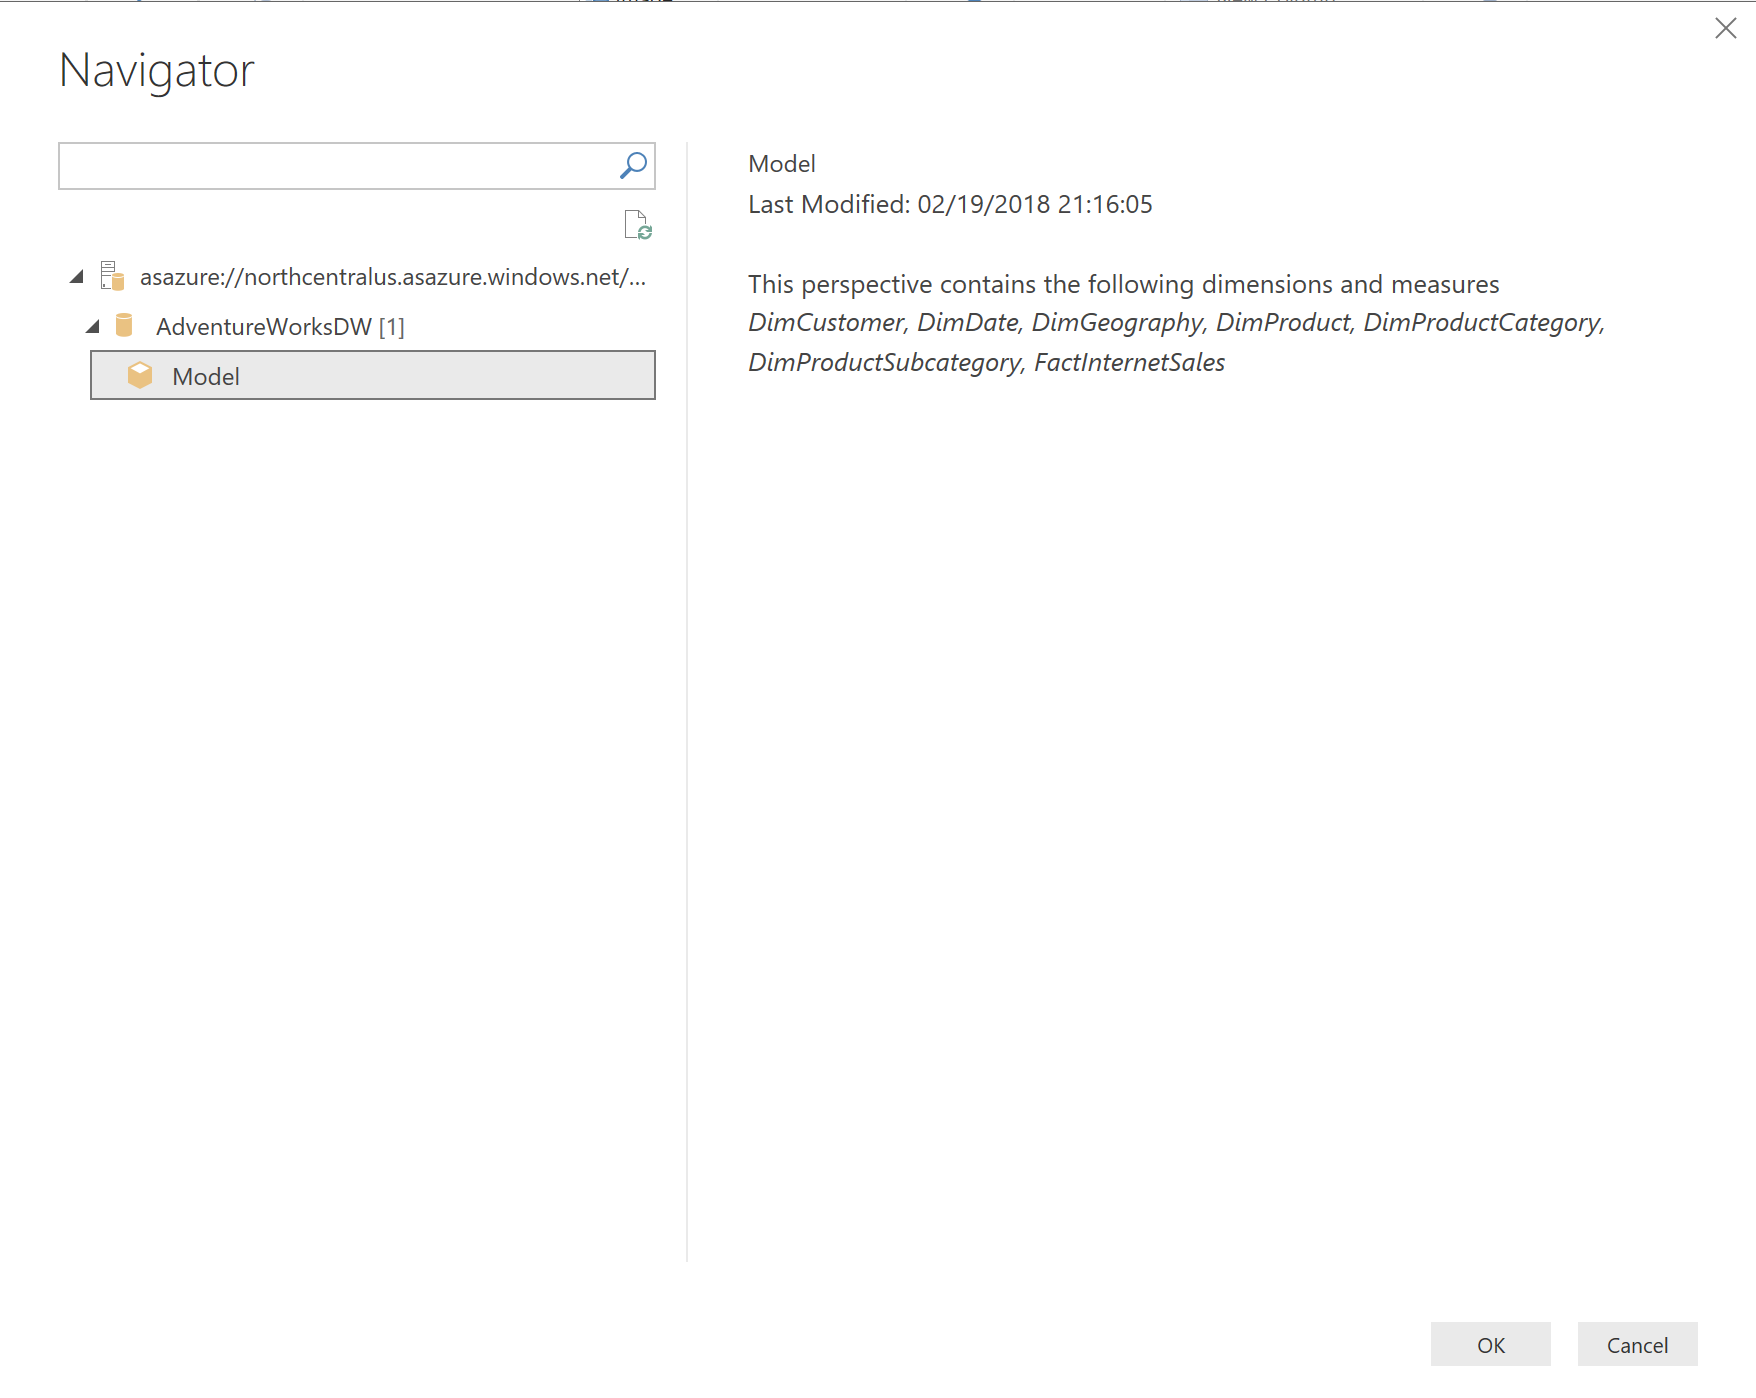 Navigator
asazure://northcentralus.asazure.windows.net/...
AdventureWorksDW [1]
Model
Model
Last Modified: 02/19/2018 21:16:05
This perspective contains the following dimensions and measures
DimCustomer, DimDate, DimGeography, DimProduct, DimProductCategory,
DimProductSubcategory, FactInternetSales
OK
Cancel